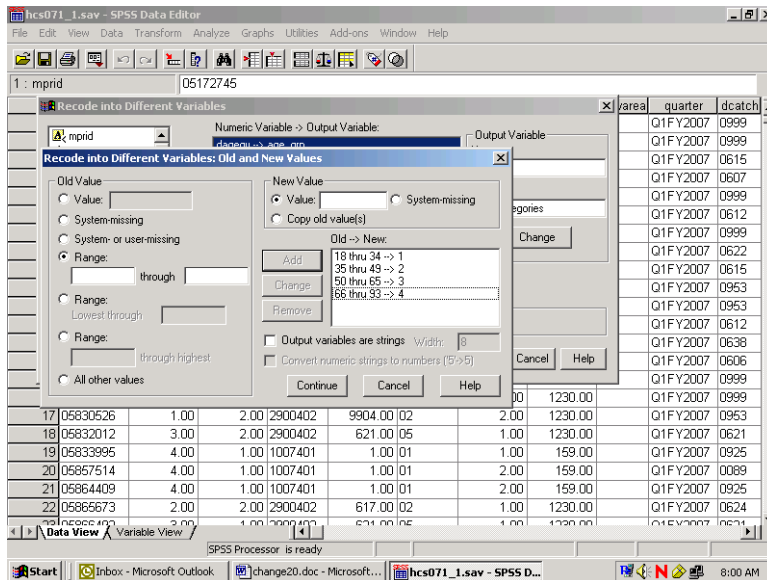 hcs071_1.sav - SPSS Data Editor
File Edit View Data Transform Analyze Graphs Utilities Add-ons Window Help
1 : mprid 05172745
Recode into Different Variables
mprid
Numeric Variable -> Output Variable:
Output Variable
Change
Cancel Help
Recode into Different Variables: Old and New Values
Old Value
Value:
System-missing
System- or user-missing
Range:
through
Range:
Lowest through
Range:
through highest
All other values
New Value
Value: System-missing
Copy old value(s)
Old --> New:
Add
Change
Remove
18 thru 34 --> 1
35 thru 49 --> 2
50 thru 65 --> 3
66 thru 93 --> 4
Output variables are strings Width: 8
Convert numeric strings to numbers ('5'->5)
Continue Cancel Help
quarter dcatch
Q1FY2007 0999
Q1FY2007 0999
Q1FY2007 0615
Q1FY2007 0607
Q1FY2007 0999
Q1FY2007 0612
Q1FY2007 0999
Q1FY2007 0622
Q1FY2007 0615
Q1FY2007 0953
Q1FY2007 0953
Q1FY2007 0612
Q1FY2007 0638
Q1FY2007 0606
Q1FY2007 0999
1230.00 Q1FY2007 0999
17 05830526 1.00 2.00 2900402 9904.00 02 2.00 1230.00 Q1FY2007 0953
18 05832012 3.00 2.00 2900402 621.00 05 1.00 1230.00 Q1FY2007 0621
19 05833995 4.00 1.00 1007401 1.00 01 1.00 159.00 Q1FY2007 0925
20 05857514 4.00 1.00 1007401 1.00 01 2.00 159.00 Q1FY2007 0089
21 05864409 4.00 1.00 1007401 1.00 01 2.00 159.00 Q1FY2007 0925
22 05865673 2.00 2.00 2900402 617.00 02 1.00 1230.00 Q1FY2007 0624
Data View Variable View
SPSS Processor is ready
Start Inbox - Microsoft Outlook change20.doc - Microsoft... hcs071_1.sav - SPSS D... 8:00 AM